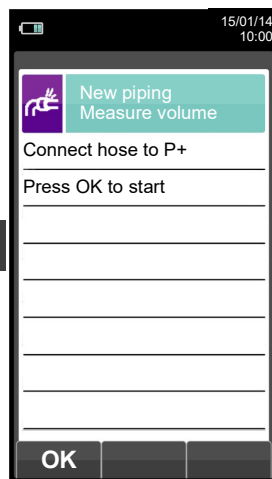 15/01/14
10:00
New piping
Measure volume
Connect hose to P+
Press OK to start
OK